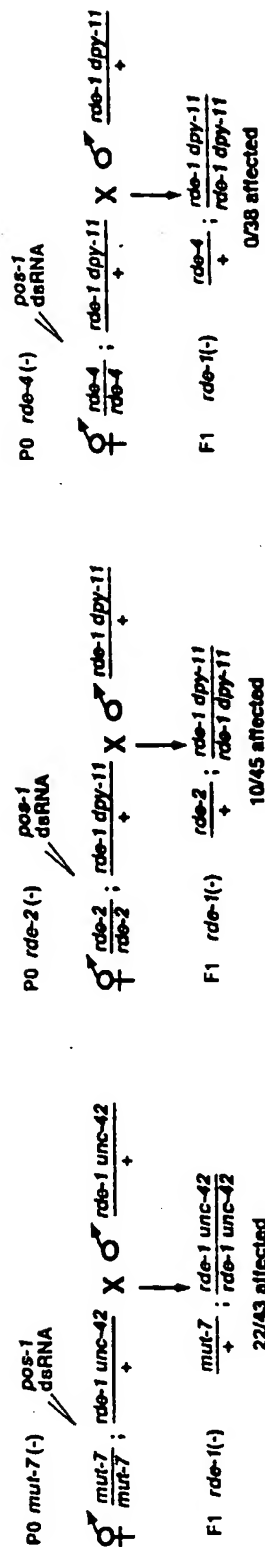 P0 mut-7(-)
pos-1
dsRNA
mut-7
mut-7
;
rde-1 unc-42
+
X
rde-1 unc-42
+
F1 rde-1(-)
mut-7
+
;
rde-1 unc-42
rde-1 unc-42
22/43 affected
P0 rde-2(-)
pos-1
dsRNA
rde-2
rde-2
;
rde-1 dpy-11
+
X
rde-1 dpy-11
+
F1 rde-1(-)
rde-2
+
;
rde-1 dpy-11
rde-1 dpy-11
10/45 affected
P0 rde-4(-)
pos-1
dsRNA
rde-4
rde-4
;
rde-1 dpy-11
+
X
rde-1 dpy-11
+
F1 rde-1(-)
rde-4
+
;
rde-1 dpy-11
rde-1 dpy-11
0/38 affected